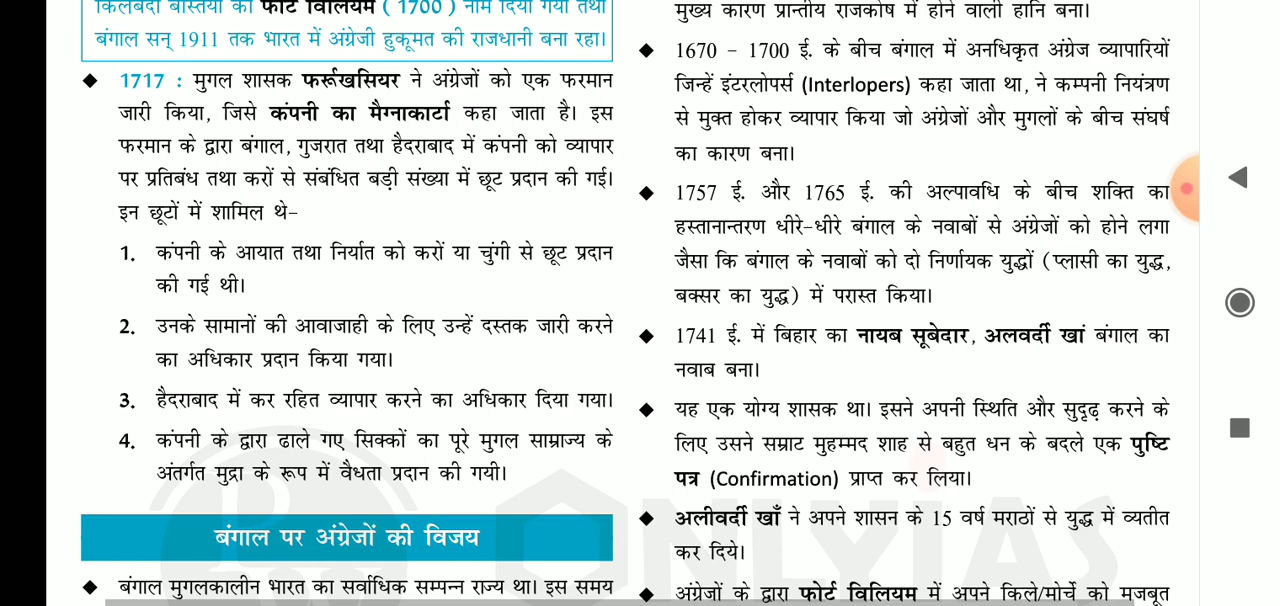 किलेबंदी बस्तियों को फोर्ट विलियम ( 1700 ) नाम दिया गया तथा
बंगाल सन् 1911 तक भारत में अंग्रेजी हुकूमत की राजधानी बना रहा।
◆ 1717 : मुगल शासक फर्रूखसियर ने अंग्रेजों को एक फरमान
जारी किया, जिसे कंपनी का मैग्नाकार्टा कहा जाता है। इस
फरमान के द्वारा बंगाल, गुजरात तथा हैदराबाद में कंपनी को व्यापार
पर प्रतिबंध तथा करों से संबंधित बड़ी संख्या में छूट प्रदान की गई।
इन छूटों में शामिल थे-
1. कंपनी के आयात तथा निर्यात को करों या चुंगी से छूट प्रदान
की गई थी।
2. उनके सामानों की आवाजाही के लिए उन्हें दस्तक जारी करने
का अधिकार प्रदान किया गया।
3. हैदराबाद में कर रहित व्यापार करने का अधिकार दिया गया।
4. कंपनी के द्वारा ढाले गए सिक्कों का पूरे मुगल साम्राज्य के
अंतर्गत मुद्रा के रूप में वैधता प्रदान की गयी।
बंगाल पर अंग्रेजों की विजय
◆ बंगाल मुगलकालीन भारत का सर्वाधिक सम्पन्न राज्य था। इस समय
मुख्य कारण प्रान्तीय राजकोष में होने वाली हानि बना।
◆ 1670 - 1700 ई. के बीच बंगाल में अनधिकृत अंग्रेज व्यापारियों
जिन्हें इंटरलोपर्स (Interlopers) कहा जाता था, ने कम्पनी नियंत्रण
से मुक्त होकर व्यापार किया जो अंग्रेजों और मुगलों के बीच संघर्ष
का कारण बना।
◆ 1757 ई. और 1765 ई. की अल्पावधि के बीच शक्ति का
हस्तानान्तरण धीरे-धीरे बंगाल के नवाबों से अंग्रेजों को होने लगा
जैसा कि बंगाल के नवाबों को दो निर्णायक युद्धों (प्लासी का युद्ध,
बक्सर का युद्ध) में परास्त किया।
◆ 1741 ई. में बिहार का नायब सूबेदार, अलवर्दी खां बंगाल का
नवाब बना।
◆ यह एक योग्य शासक था। इसने अपनी स्थिति और सुदृढ़ करने के
लिए उसने सम्राट मुहम्मद शाह से बहुत धन के बदले एक पुष्टि
पत्र (Confirmation) प्राप्त कर लिया।
◆ अलीवर्दी खाँ ने अपने शासन के 15 वर्ष मराठों से युद्ध में व्यतीत
कर दिये।
◆ अंग्रेजों के द्वारा फोर्ट विलियम में अपने किले/मोर्चे को मजबूत
PW ONLYIAS